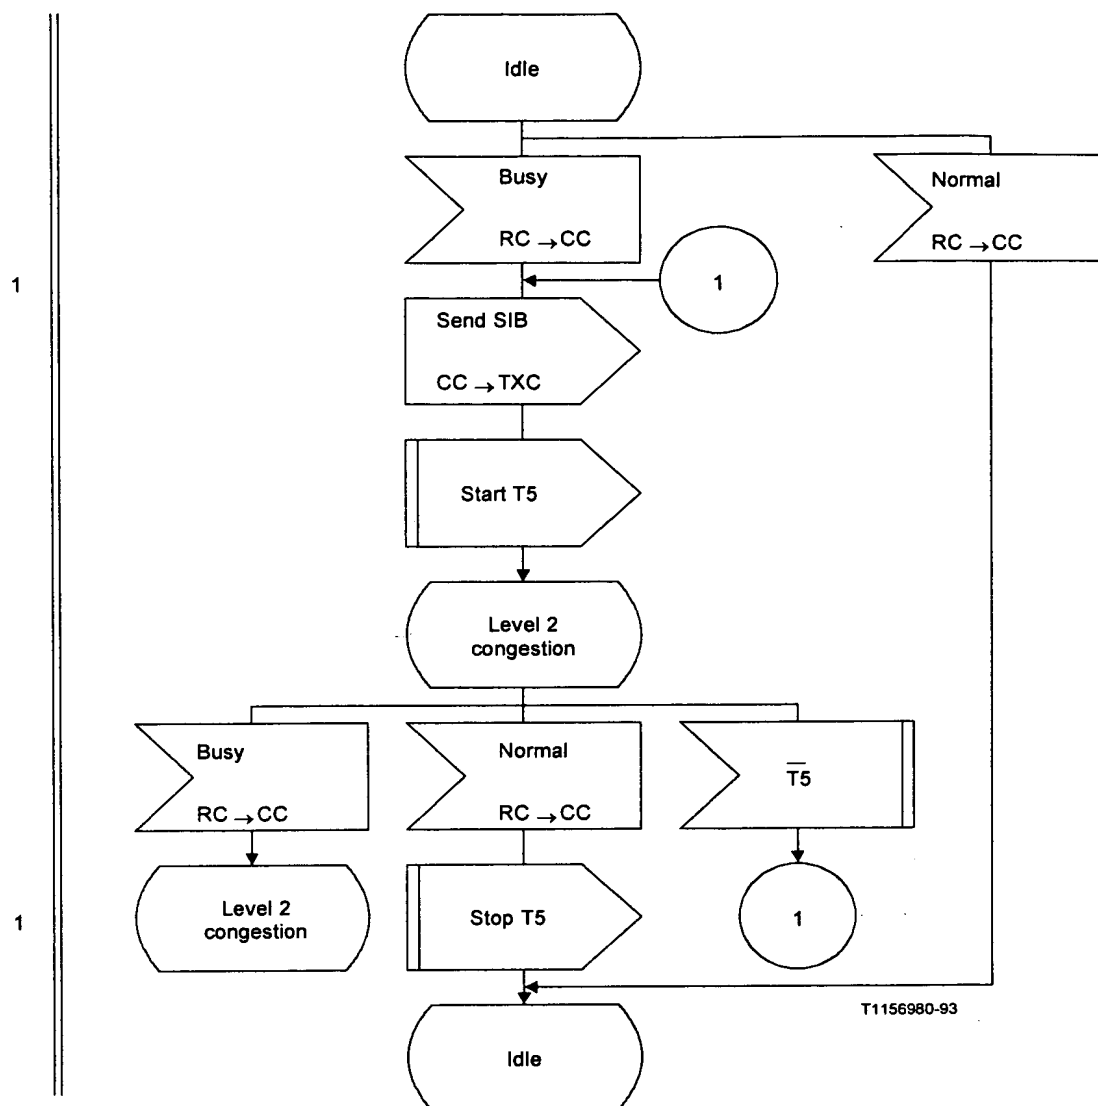 Idle
Busy
RC → CC
Normal
RC → CC
1
1
Send SIB
CC → TXC
Start T5
Level 2
congestion
Busy
RC → CC
Normal
RC → CC
T̅5
1
Level 2
congestion
Stop T5
1
T1156980-93
Idle